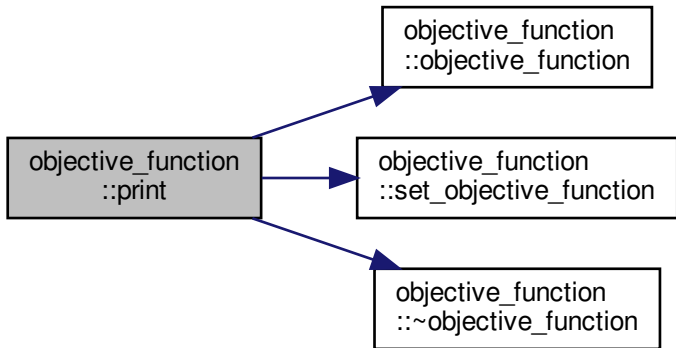 objective_function
::objective_function
objective_function
::print
objective_function
::set_objective_function
objective_function
::~objective_function